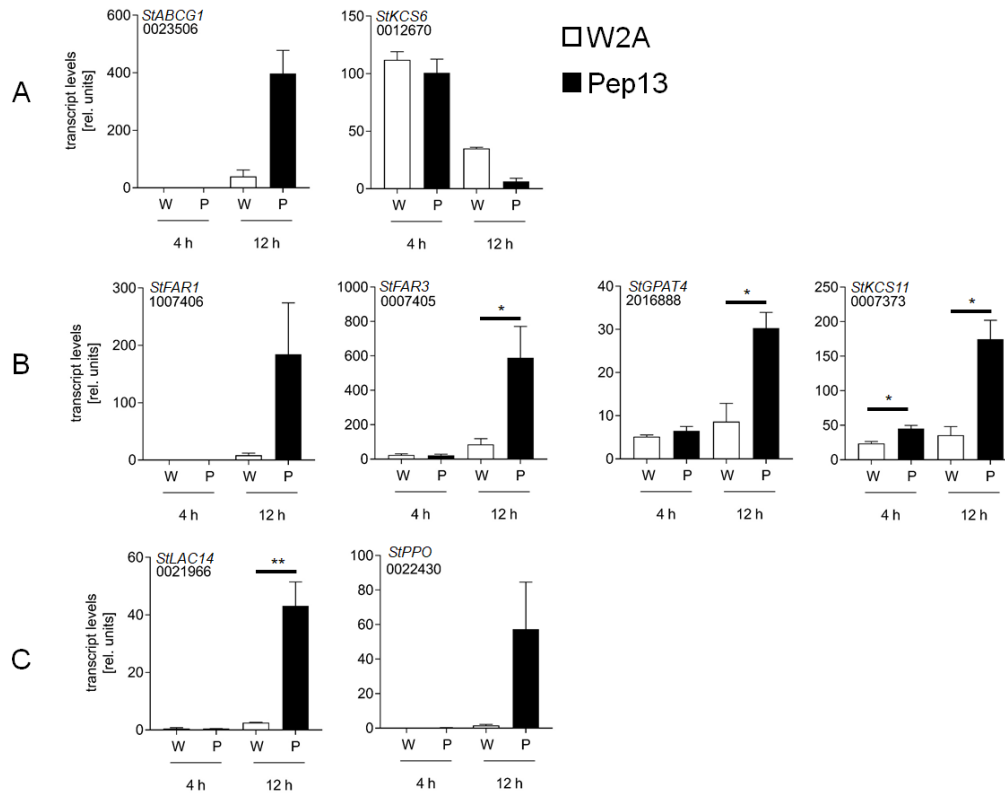 A
StABCG1
0023506
transcript levels
[rel. units]
600
400
200
0
W P W P
4 h 12 h
StKCS6
0012670
150
100
50
0
W P W P
4 h 12 h
W2A
Pep13
B
StFAR1
1007406
transcript levels
[rel. units]
300
200
100
0
W P W P
4 h 12 h
StFAR3
0007405
1000
800
600
400
200
0
*
W P W P
4 h 12 h
StGPAT4
2016888
40
30
20
10
0
*
W P W P
4 h 12 h
StKCS11
0007373
250
200
150
100
50
0
*
*
W P W P
4 h 12 h
C
StLAC14
0021966
transcript levels
[rel. units]
60
40
20
0
**
W P W P
4 h 12 h
StPPO
0022430
100
80
60
40
20
0
W P W P
4 h 12 h